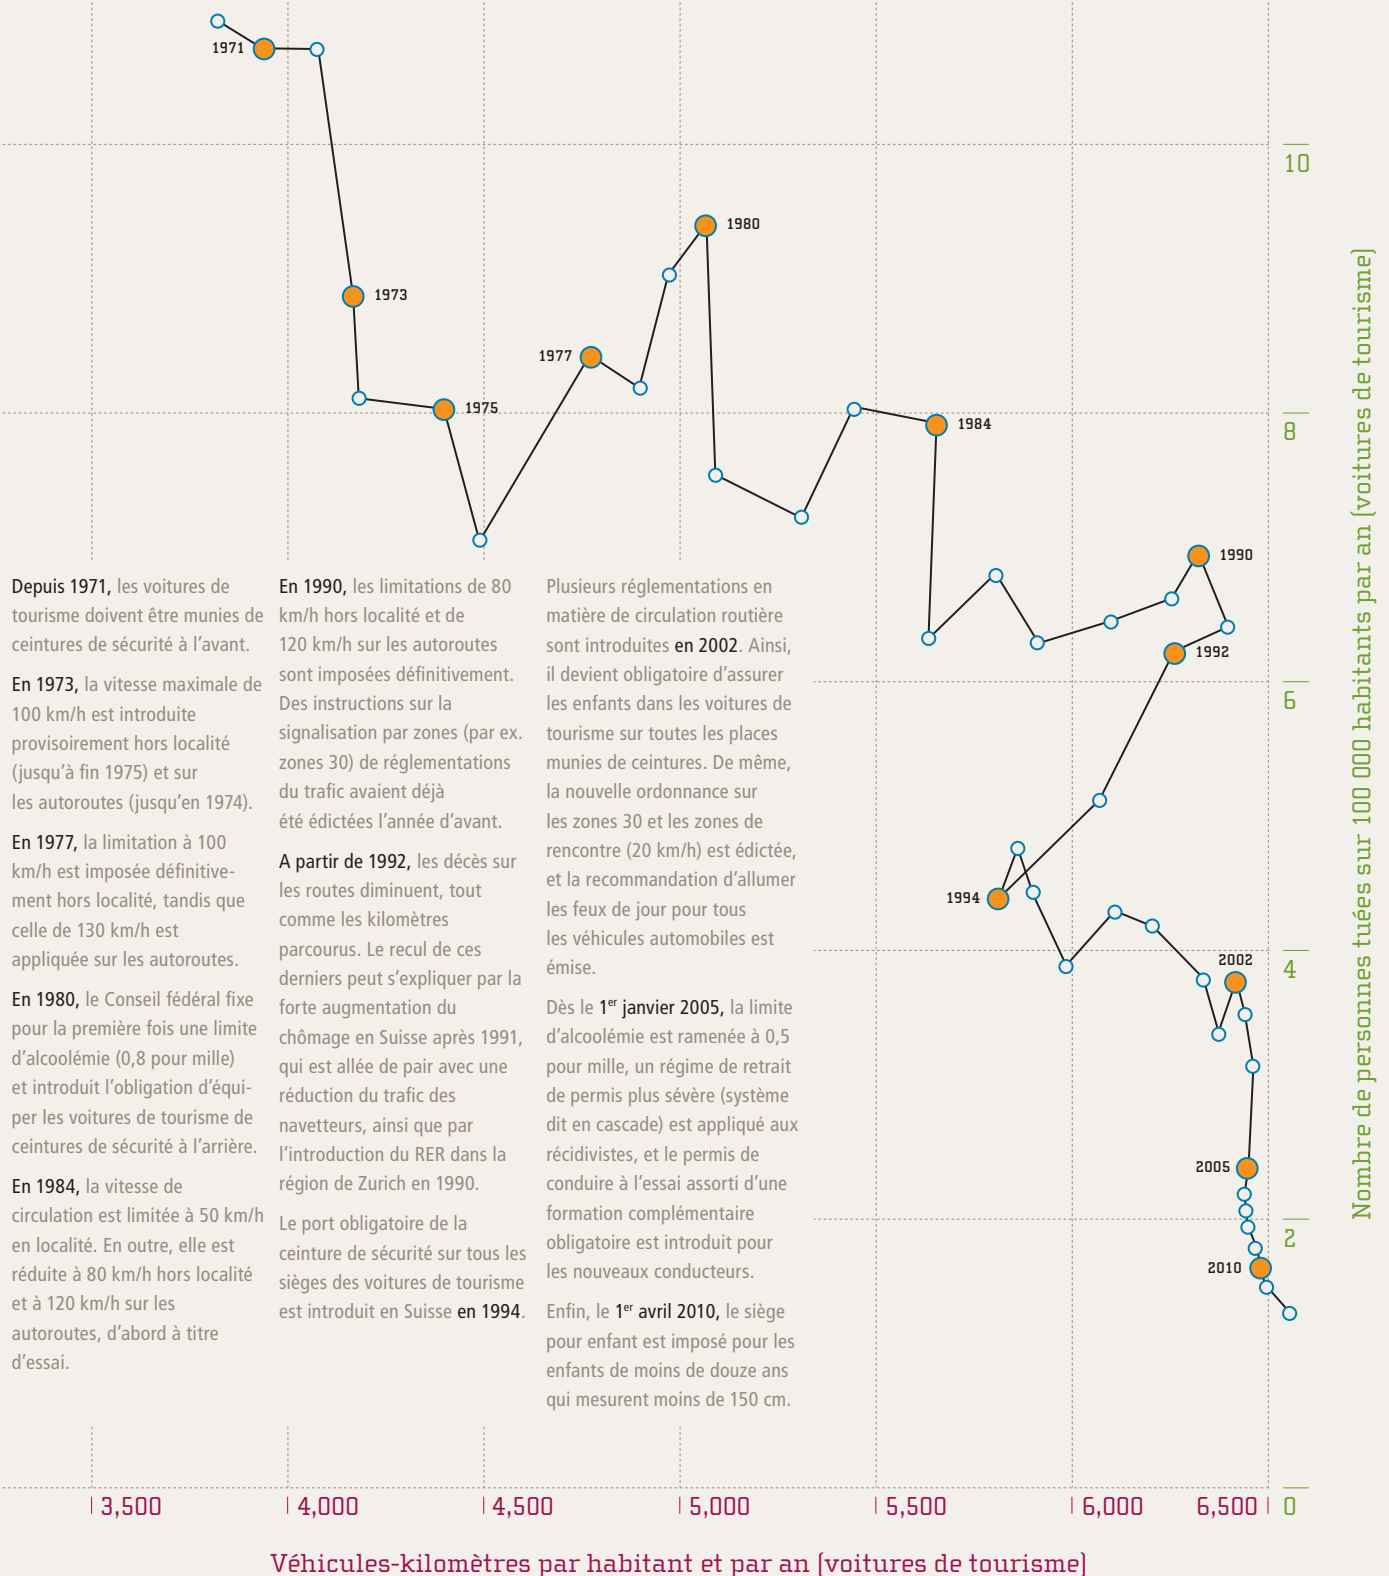 1971
10
1980
1973
1977
1975
8
1984
1990
1992
6
1994
2002
4
2005
2
2010
Nombre de personnes tuées sur 100 000 habitants par an (voitures de tourisme)
Depuis 1971, les voitures de
tourisme doivent être munies de
ceintures de sécurité à l’avant.
En 1973, la vitesse maximale de
100 km/h est introduite
provisoirement hors localité
(jusqu’à fin 1975) et sur
les autoroutes (jusqu’en 1974).
En 1977, la limitation à 100
km/h est imposée définitive-
ment hors localité, tandis que
celle de 130 km/h est
appliquée sur les autoroutes.
En 1980, le Conseil fédéral fixe
pour la première fois une limite
d’alcoolémie (0,8 pour mille)
et introduit l’obligation d’équi-
per les voitures de tourisme de
ceintures de sécurité à l’arrière.
En 1984, la vitesse de
circulation est limitée à 50 km/h
en localité. En outre, elle est
réduite à 80 km/h hors localité
et à 120 km/h sur les
autoroutes, d’abord à titre
d’essai.
En 1990, les limitations de 80
km/h hors localité et de
120 km/h sur les autoroutes
sont imposées définitivement.
Des instructions sur la
signalisation par zones (par ex.
zones 30) de réglementations
du trafic avaient déjà
été édictées l’année d’avant.
A partir de 1992, les décès sur
les routes diminuent, tout
comme les kilomètres
parcourus. Le recul de ces
derniers peut s’expliquer par la
forte augmentation du
chômage en Suisse après 1991,
qui est allée de pair avec une
réduction du trafic des
navetteurs, ainsi que par
l’introduction du RER dans la
région de Zurich en 1990.
Le port obligatoire de la
ceinture de sécurité sur tous les
sièges des voitures de tourisme
est introduit en Suisse en 1994.
Plusieurs réglementations en
matière de circulation routière
sont introduites en 2002. Ainsi,
il devient obligatoire d’assurer
les enfants dans les voitures de
tourisme sur toutes les places
munies de ceintures. De même,
la nouvelle ordonnance sur
les zones 30 et les zones de
rencontre (20 km/h) est édictée,
et la recommandation d’allumer
les feux de jour pour tous
les véhicules automobiles est
émise.
Dès le 1er janvier 2005, la limite
d’alcoolémie est ramenée à 0,5
pour mille, un régime de retrait
de permis plus sévère (système
dit en cascade) est appliqué aux
récidivistes, et le permis de
conduire à l’essai assorti d’une
formation complémentaire
obligatoire est introduit pour
les nouveaux conducteurs.
Enfin, le 1er avril 2010, le siège
pour enfant est imposé pour les
enfants de moins de douze ans
qui mesurent moins de 150 cm.
3,500 4,000 4,500 5,000 5,500 6,000 6,500 0
Véhicules-kilomètres par habitant et par an (voitures de tourisme)